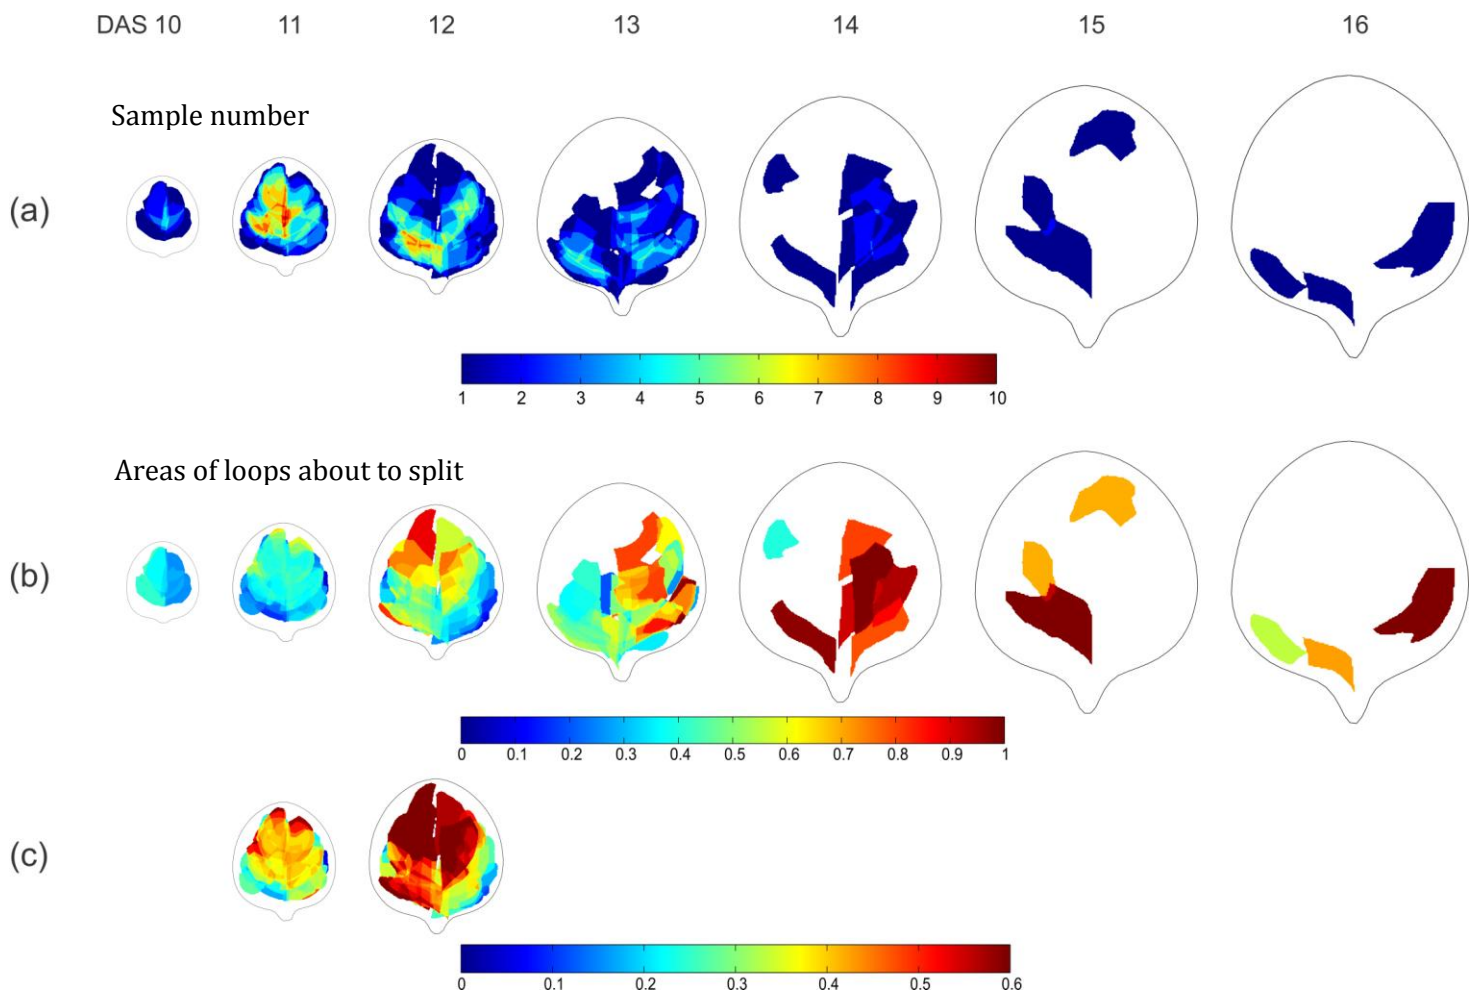 DAS 10 11 12 13 14 15 16
Sample number
(a)
1 2 3 4 5 6 7 8 9 10
Areas of loops about to split
(b)
0 0.1 0.2 0.3 0.4 0.5 0.6 0.7 0.8 0.9 1
(c)
0 0.1 0.2 0.3 0.4 0.5 0.6